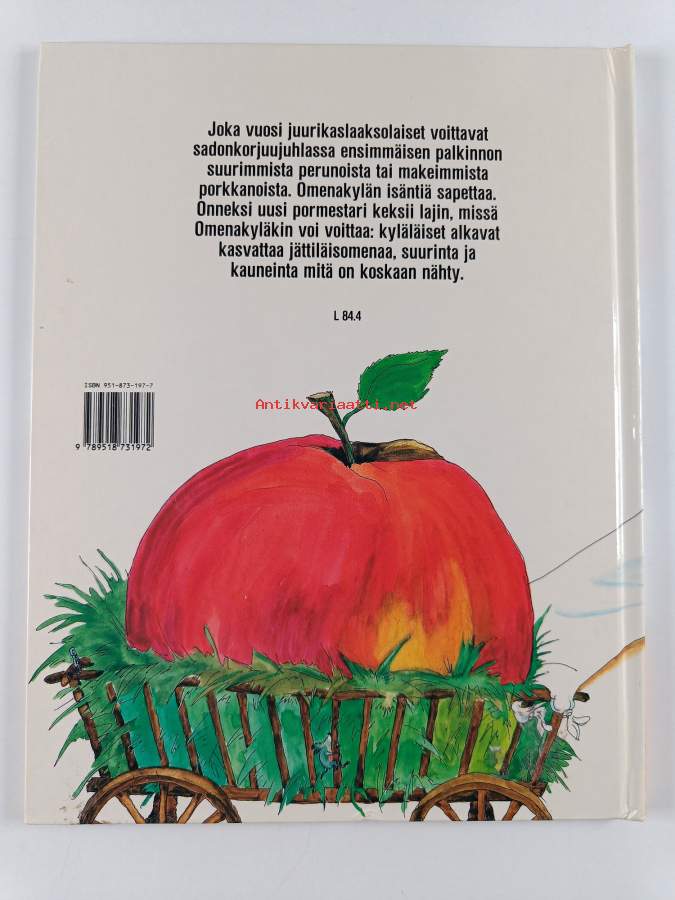 Joka vuosi juurikaslaaksolaiset voittavat
sadonkorjuujuhlassa ensimmäisen palkinnon
suurimmista perunoista tai makeimmista
porkkanoista. Omenakylän isäntiä sapettaa.
Onneksi uusi pormestari keksii lajin, missä
Omenakyläkin voi voittaa: kyläläiset alkavat
kasvattaa jättiläisomenaa, suurinta ja
kauneinta mitä on koskaan nähty.
L 84.4
ISBN 951-873-197-7
9 789518 731972
Antikvariaatti.net